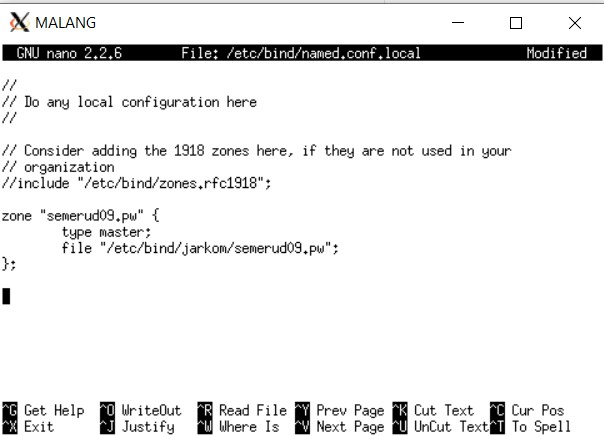 MALANG
GNU nano 2.2.6 File: /etc/bind/named.conf.local Modified
//
// Do any local configuration here
//
// Consider adding the 1918 zones here, if they are not used in your
// organization
//include "/etc/bind/zones.rfc1918";
zone "semerud09.pw" {
type master;
file "/etc/bind/jarkom/semerud09.pw";
};
^G Get Help ^O WriteOut ^R Read File ^Y Prev Page ^K Cut Text ^C Cur Pos
^X Exit ^J Justify ^W Where Is ^V Next Page ^U UnCut Text ^T To Spell